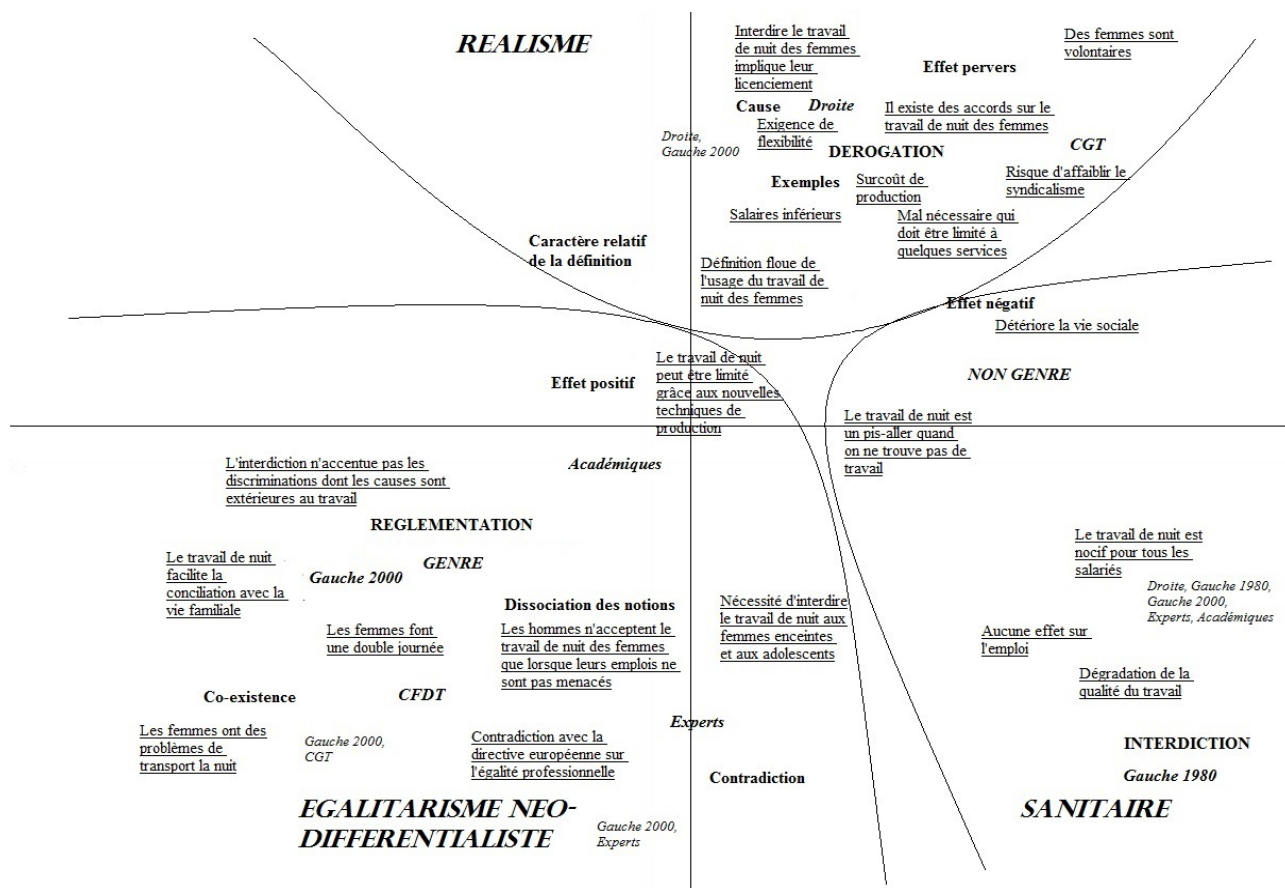 REALISME
Interdire le travail
de nuit des femmes
implique leur
licenciement
Des femmes sont
volontaires
Effet pervers
Cause
Droite
Il existe des accords sur le
travail de nuit des femmes
Exigence de
flexibilité
Droite,
Gauche 2000
DEROGATION
CGT
Exemples
Surcoût de
production
Risque d'affaiblir le
syndicalisme
Salaires inférieurs
Mal nécessaire qui
doit être limité à
quelques services
Caractère relatif
de la définition
Définition floue de
l'usage du travail de
nuit des femmes
Effet négatif
Détériore la vie sociale
Effet positif
Le travail de nuit
peut être limité
grâce aux nouvelles
techniques de
production
NON GENRE
Le travail de nuit est
un pis-aller quand
on ne trouve pas de
travail
Académiques
L'interdiction n'accentue pas les
discriminations dont les causes sont
extérieures au travail
REGLEMENTATION
Le travail de nuit
facilite la
conciliation avec la
vie familiale
Gauche 2000
GENRE
Le travail de nuit est
nocif pour tous les
salariés
Droite, Gauche 1980,
Gauche 2000,
Experts, Académiques
Dissociation des notions
Nécessité d'interdire
le travail de nuit aux
femmes enceintes
et aux adolescents
Les femmes font
une double journée
Les hommes n'acceptent le
travail de nuit des femmes
que lorsque leurs emplois ne
sont pas menacés
Aucune effet sur
l'emploi
Dégradation de la
qualité du travail
Co-existence
CFDT
Les femmes ont des
problèmes de
transport la nuit
Gauche 2000,
CGT
Contradiction avec la
directive européenne sur
l'égalité professionnelle
Experts
Contradiction
INTERDICTION
Gauche 1980
EGALITARISME NEO-
DIFFERENTIALISTE
Gauche 2000,
Experts
SANITAIRE